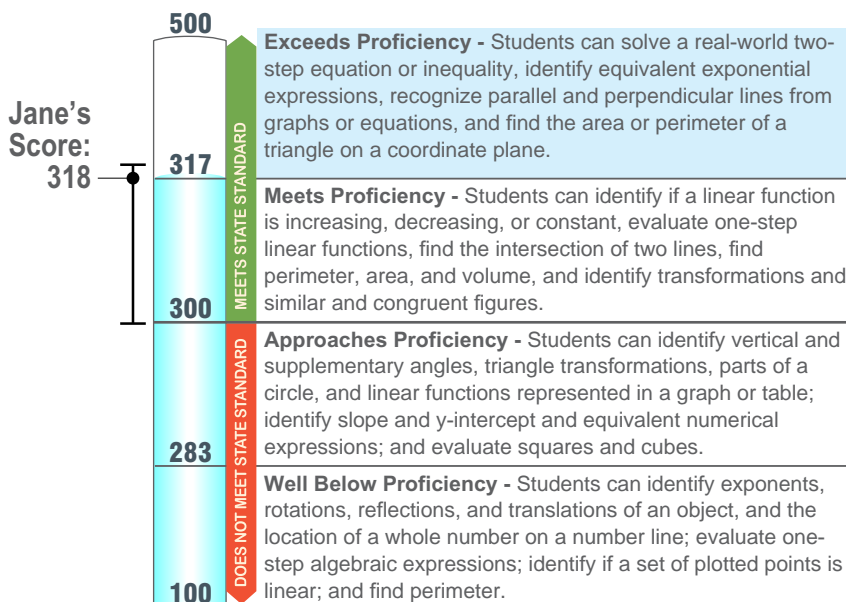 500
Exceeds Proficiency - Students can solve a real-world two-
step equation or inequality, identify equivalent exponential
expressions, recognize parallel and perpendicular lines from
graphs or equations, and find the area or perimeter of a
triangle on a coordinate plane.
Jane's
Score:
318
317
MEETS STATE STANDARD
Meets Proficiency - Students can identify if a linear function
is increasing, decreasing, or constant, evaluate one-step
linear functions, find the intersection of two lines, find
perimeter, area, and volume, and identify transformations and
similar and congruent figures.
300
Approaches Proficiency - Students can identify vertical and
supplementary angles, triangle transformations, parts of a
circle, and linear functions represented in a graph or table;
identify slope and y-intercept and equivalent numerical
expressions; and evaluate squares and cubes.
283
DOES NOT MEET STATE STANDARD
Well Below Proficiency - Students can identify exponents,
rotations, reflections, and translations of an object, and the
location of a whole number on a number line; evaluate one-
step algebraic expressions; identify if a set of plotted points is
linear; and find perimeter.
100